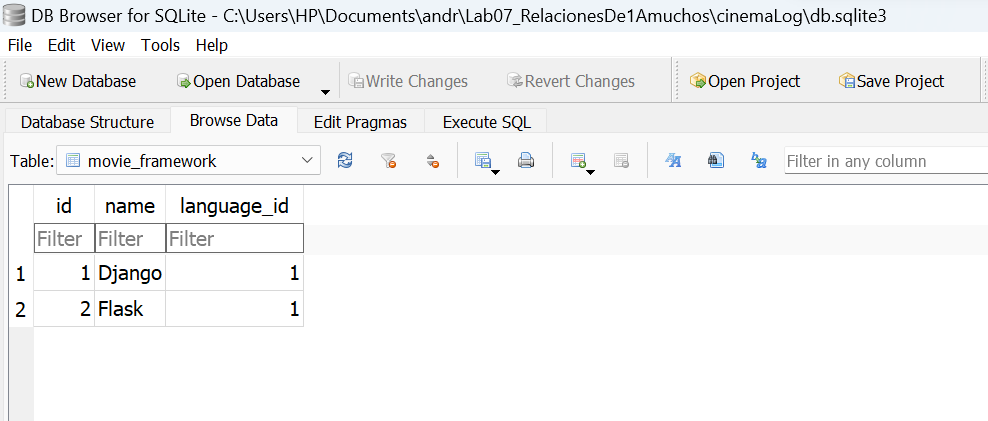 DB Browser for SQLite - C:\Users\HP\Documents\andr\Lab07_RelacionesDe1Amuchos\cinemaLog\db.sqlite3
File Edit View Tools Help
New Database Open Database Write Changes Revert Changes Open Project Save Project
Database Structure Browse Data Edit Pragmas Execute SQL
Table: movie_framework Filter in any column
id name language_id
Filter Filter Filter
1 1 Django 1
2 2 Flask 1